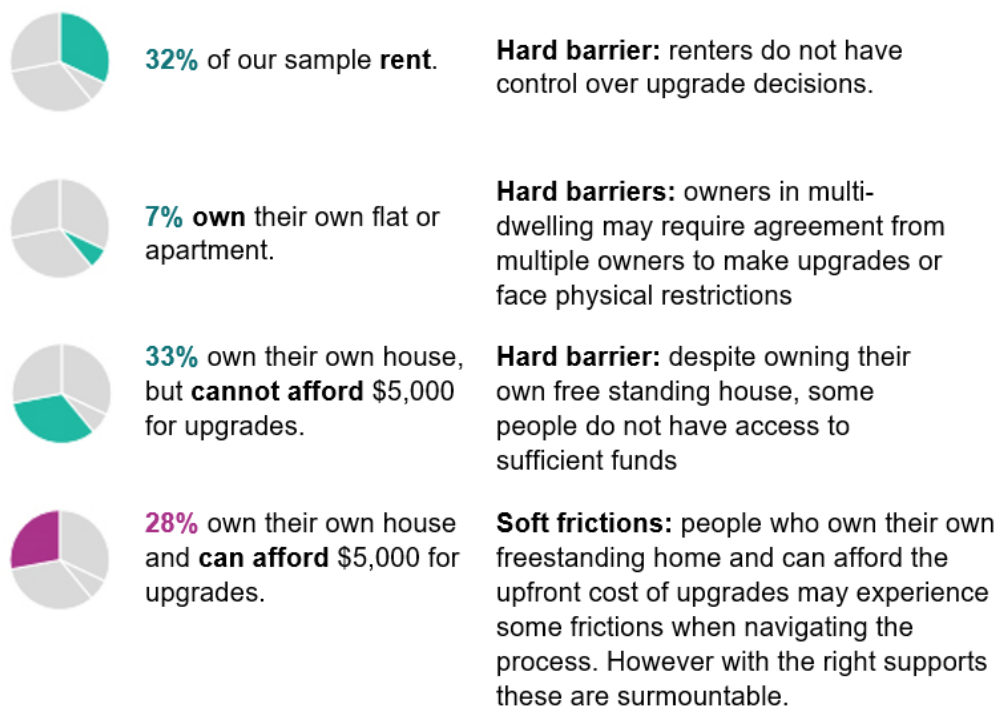 32% of our sample rent.
Hard barrier: renters do not have
control over upgrade decisions.
7% own their own flat or
apartment.
Hard barriers: owners in multi-
dwelling may require agreement from
multiple owners to make upgrades or
face physical restrictions
33% own their own house,
but cannot afford $5,000
for upgrades.
Hard barrier: despite owning their
own free standing house, some
people do not have access to
sufficient funds
28% own their own house
and can afford $5,000 for
upgrades.
Soft frictions: people who own their own
freestanding home and can afford the
upfront cost of upgrades may experience
some frictions when navigating the
process. However with the right supports
these are surmountable.